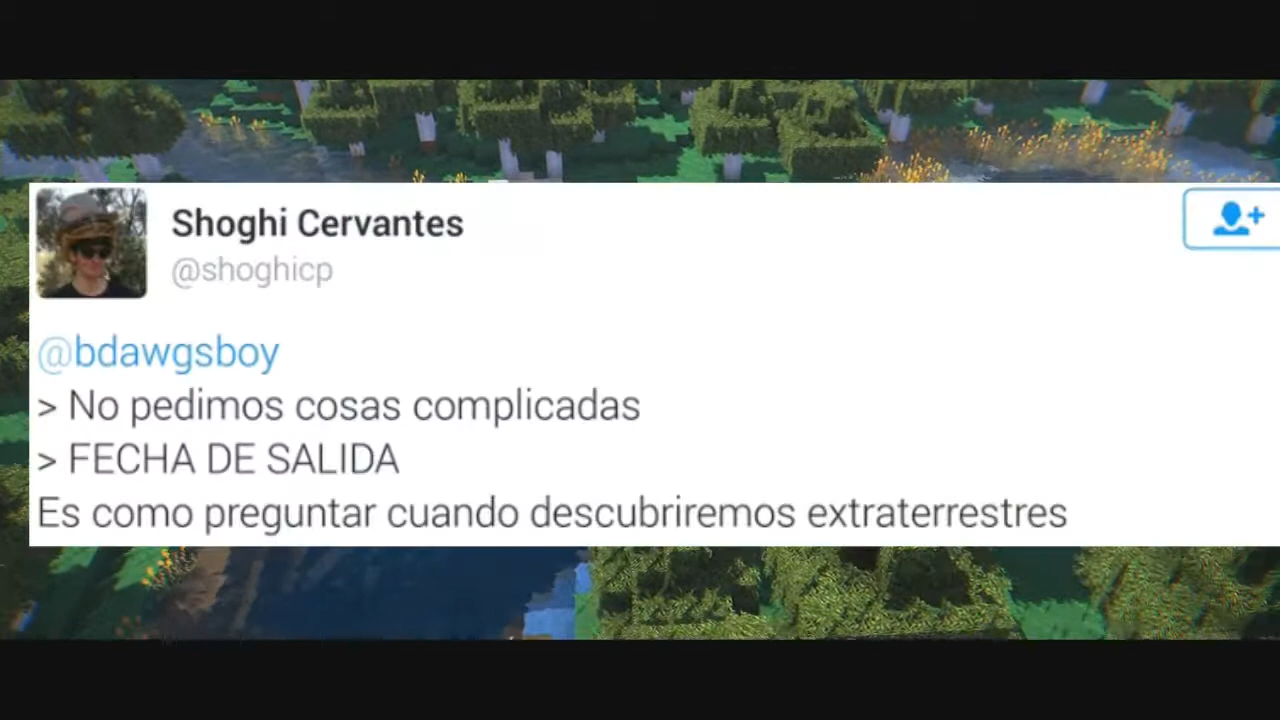 Shoghi Cervantes
@shoghicp
@bdawgsboy
> No pedimos cosas complicadas
> FECHA DE SALIDA
Es como preguntar cuando descubriremos extraterrestres